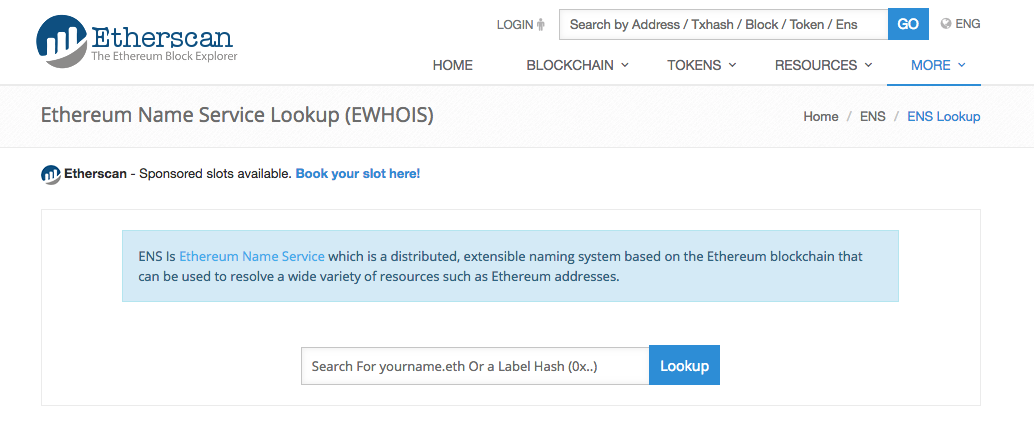 Etherscan
The Ethereum Block Explorer
LOGIN
Search by Address / Txhash / Block / Token / Ens
GO
ENG
HOME
BLOCKCHAIN
TOKENS
RESOURCES
MORE
Ethereum Name Service Lookup (EWHOIS)
Home / ENS / ENS Lookup
Etherscan - Sponsored slots available. Book your slot here!
ENS Is Ethereum Name Service which is a distributed, extensible naming system based on the Ethereum blockchain that
can be used to resolve a wide variety of resources such as Ethereum addresses.
Search For yourname.eth Or a Label Hash (0x..)
Lookup